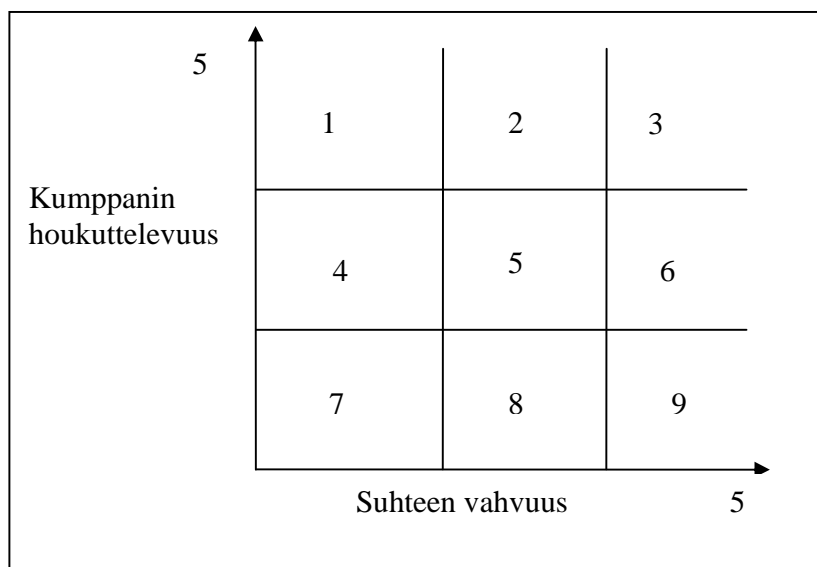 5
1 2 3
Kumppanin
houkuttelevuus
4 5 6
7 8 9
Suhteen vahvuus 5